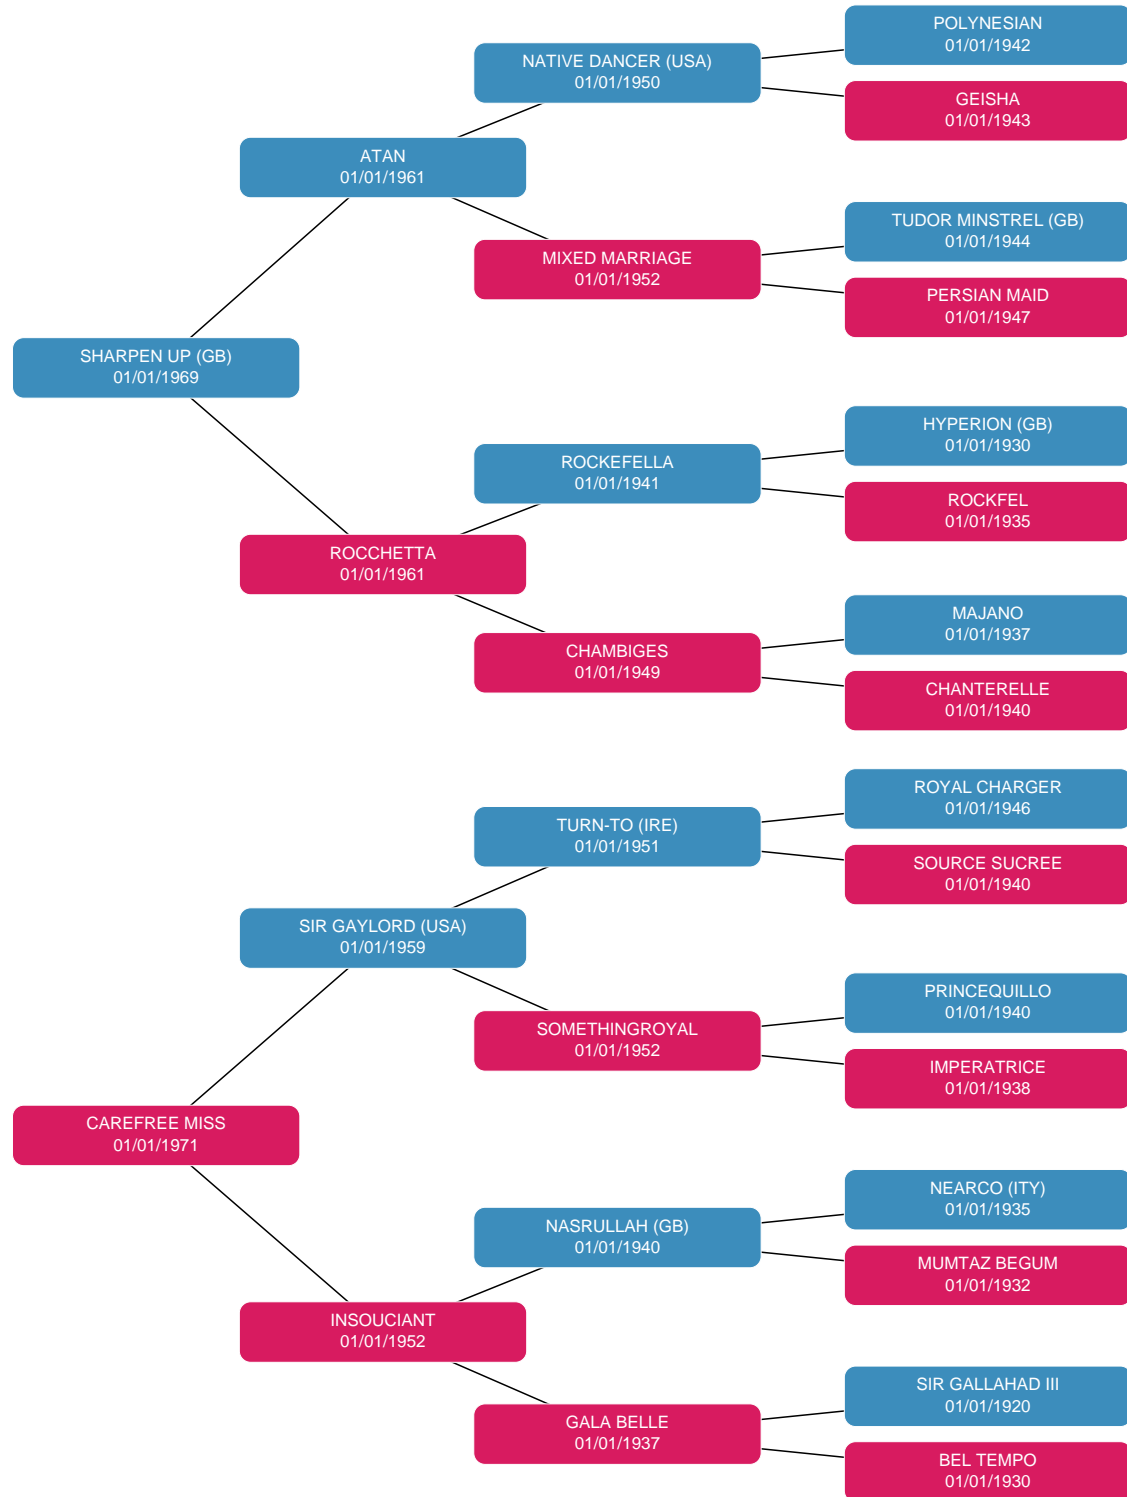 POLYNESIAN
01/01/1942
NATIVE DANCER (USA)
01/01/1950
GEISHA
01/01/1943
ATAN
01/01/1961
TUDOR MINSTREL (GB)
01/01/1944
MIXED MARRIAGE
01/01/1952
PERSIAN MAID
01/01/1947
SHARPEN UP (GB)
01/01/1969
HYPERION (GB)
01/01/1930
ROCKEFELLA
01/01/1941
ROCKFEL
01/01/1935
ROCCHETTA
01/01/1961
MAJANO
01/01/1937
CHAMBIGES
01/01/1949
CHANTERELLE
01/01/1940
ROYAL CHARGER
01/01/1946
TURN-TO (IRE)
01/01/1951
SOURCE SUCREE
01/01/1940
SIR GAYLORD (USA)
01/01/1959
PRINCEQUILLO
01/01/1940
SOMETHINGROYAL
01/01/1952
IMPERATRICE
01/01/1938
CAREFREE MISS
01/01/1971
NEARCO (ITY)
01/01/1935
NASRULLAH (GB)
01/01/1940
MUMTAZ BEGUM
01/01/1932
INSOUCIANT
01/01/1952
SIR GALLAHAD III
01/01/1920
GALA BELLE
01/01/1937
BEL TEMPO
01/01/1930